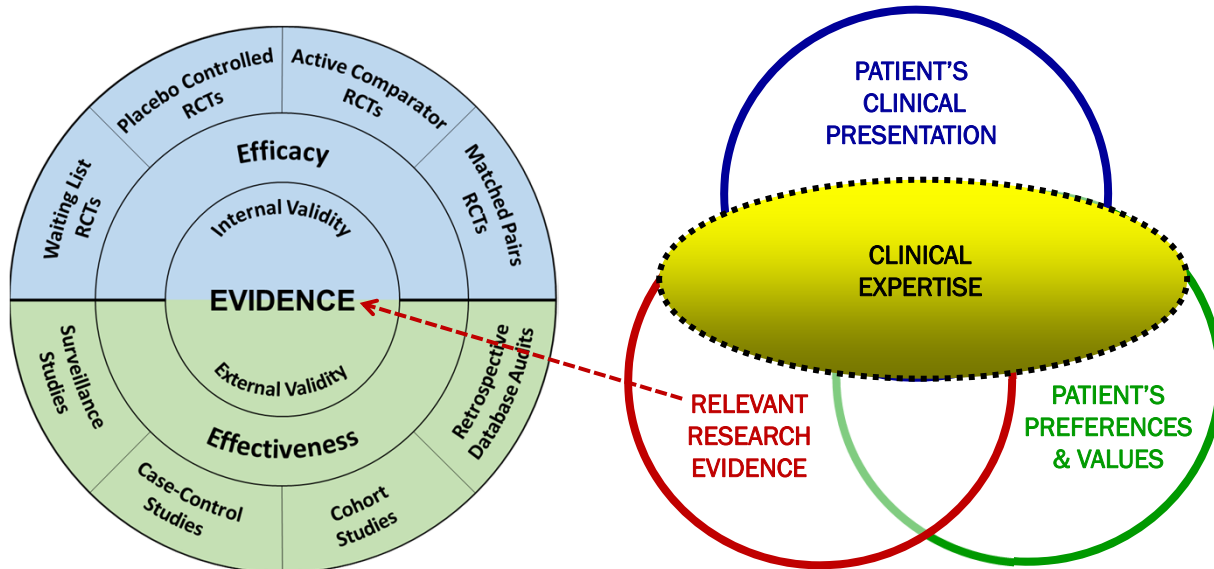 Placebo Controlled
RCTs
Active Comparator
RCTs
Waiting List
RCTs
Matched Pairs
RCTs
Efficacy
Internal Validity
EVIDENCE
External Validity
Effectiveness
Surveillance
Studies
Case-Control
Studies
Cohort
Studies
Retrospective
Database Audits
PATIENT'S
CLINICAL
PRESENTATION
CLINICAL
EXPERTISE
RELEVANT
RESEARCH
EVIDENCE
PATIENT'S
PREFERENCES
& VALUES